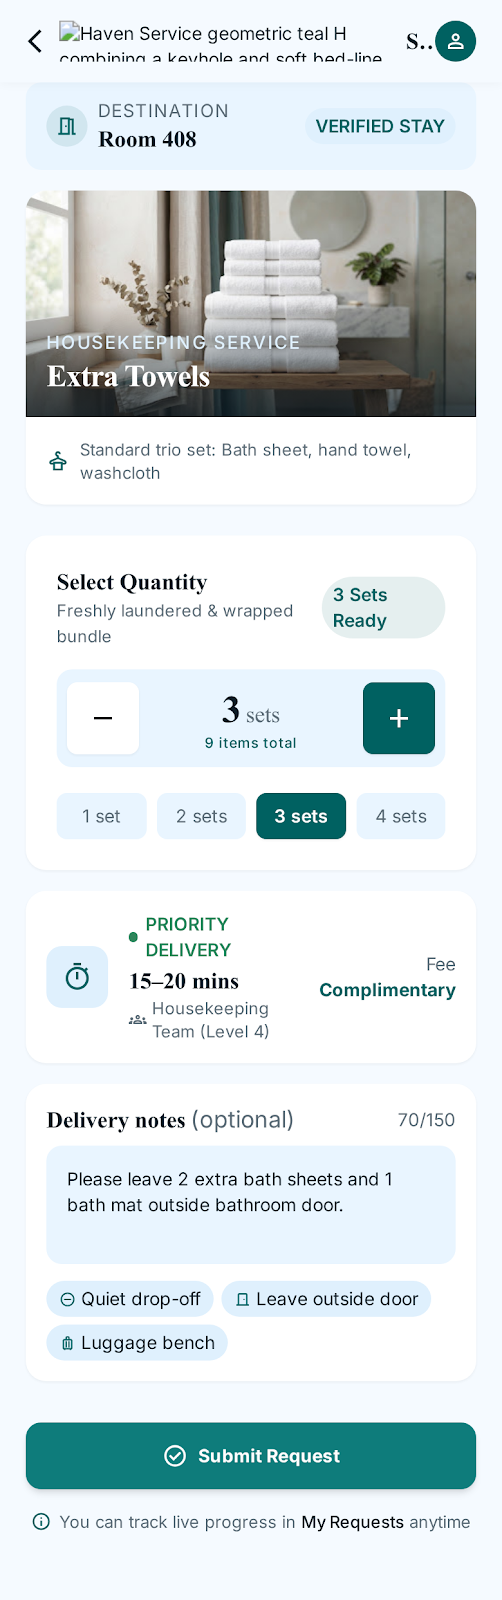 Haven Service geometric teal H
combining a keyhole and soft bed-line
S..
DESTINATION
Room 408
VERIFIED STAY
HOUSEKEEPING SERVICE
Extra Towels
Standard trio set: Bath sheet, hand towel,
washcloth
Select Quantity
Freshly laundered & wrapped
bundle
3 Sets
Ready
3 sets
9 items total
1 set
2 sets
3 sets
4 sets
PRIORITY
DELIVERY
15–20 mins
Housekeeping
Team (Level 4)
Fee
Complimentary
Delivery notes (optional)
70/150
Please leave 2 extra bath sheets and 1
bath mat outside bathroom door.
Quiet drop-off
Leave outside door
Luggage bench
Submit Request
You can track live progress in My Requests anytime